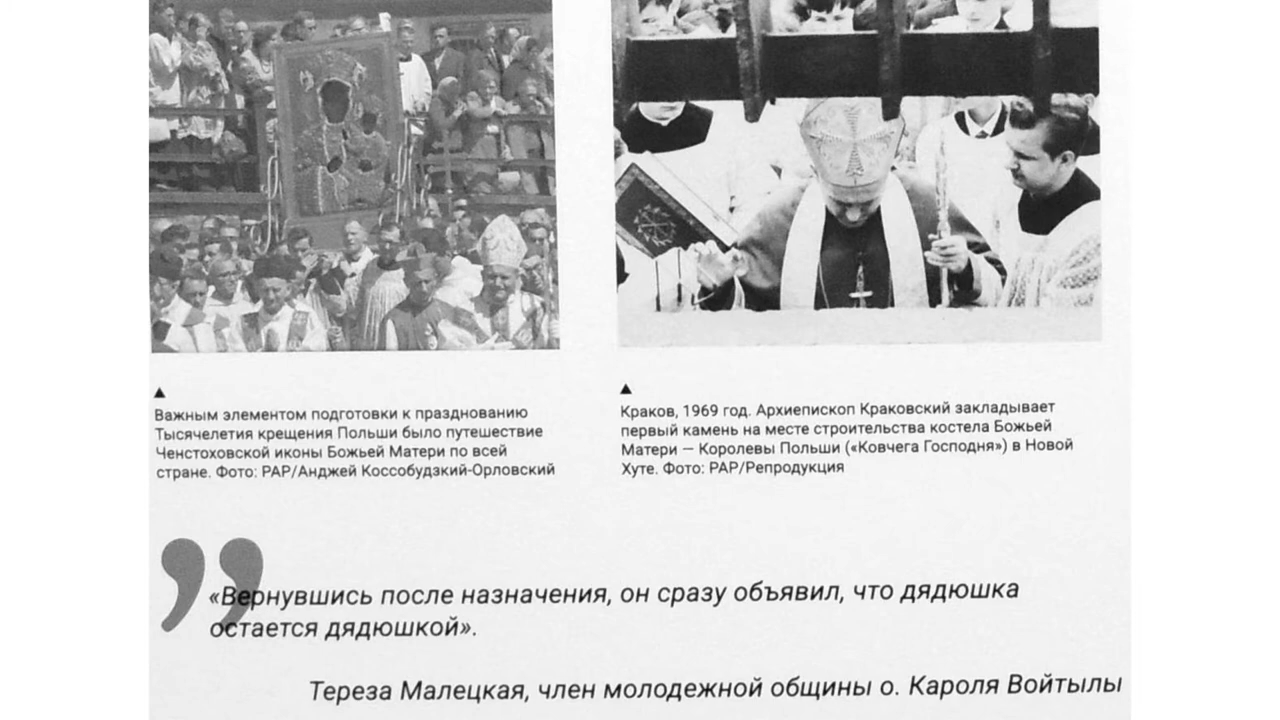 Важным элементом подготовки к празднованию
Тысячелетия крещения Польши было путешествие
Ченстоховской иконы Божьей Матери по всей
стране. Фото: PAP/Анджей Коссобудзкий-Орловский
Краков, 1969 год. Архиепископ Краковский закладывает
первый камень на месте строительства костела Божьей
Матери — Королевы Польши («Ковчега Господня») в Новой
Хуте. Фото: PAP/Репродукция
«Вернувшись после назначения, он сразу объявил, что дядюшка
остается дядюшкой».
Тереза Малецкая, член молодежной общины о. Кароля Войтылы